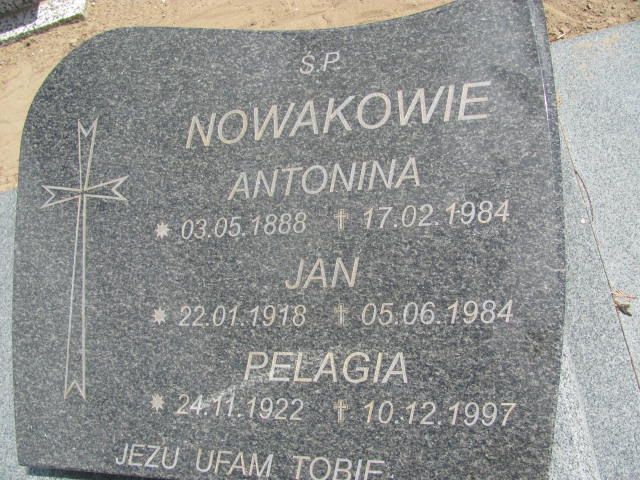 Ś.P.
NOWAKOWIE
ANTONINA
* 03.05.1888 † 17.02.1984
JAN
* 22.01.1918 † 05.06.1984
PELAGIA
* 24.11.1922 † 10.12.1997
JEZU UFAM TOBIE